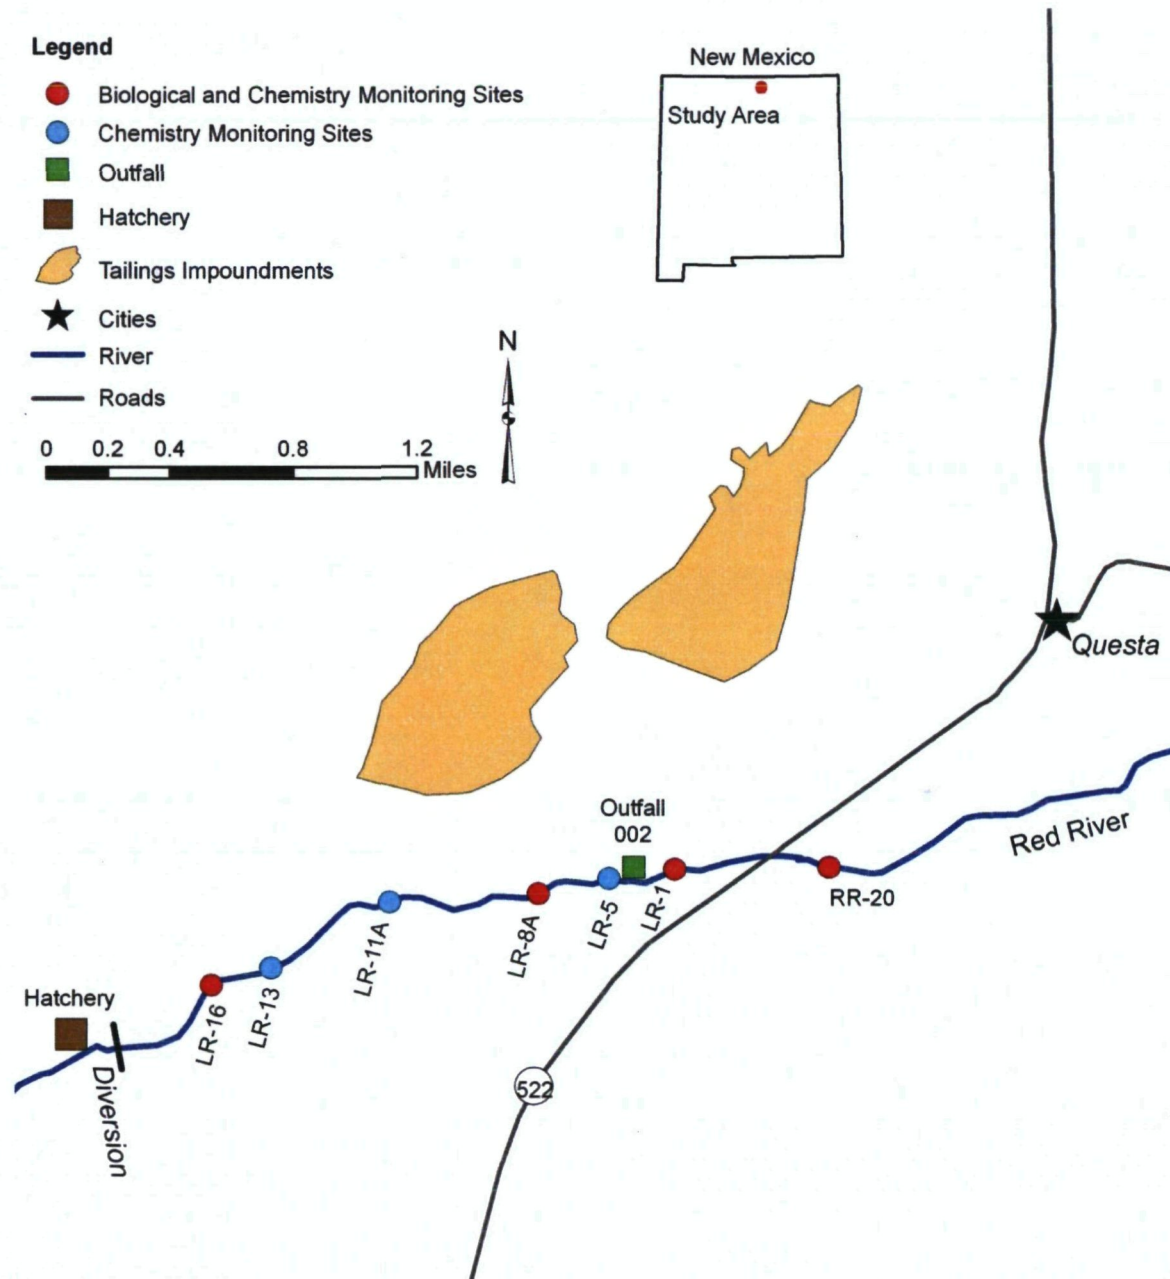 Legend
Biological and Chemistry Monitoring Sites
Chemistry Monitoring Sites
Outfall
Hatchery
Tailings Impoundments
Cities
River
Roads
0 0.2 0.4 0.8 1.2
Miles
New Mexico
Study Area
N
Questa
Red River
Outfall
002
RR-20
LR-1
LR-5
LR-8A
LR-11A
LR-13
LR-16
Hatchery
Diversion
522